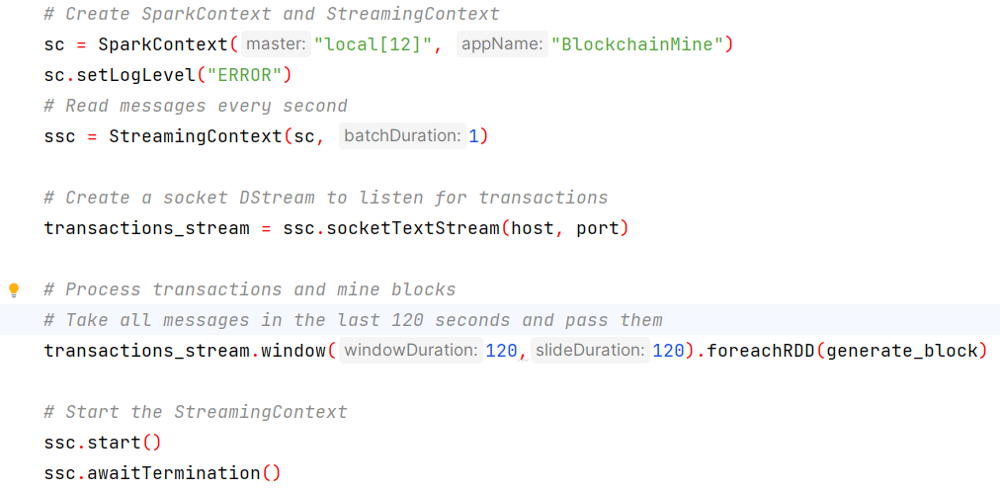 # Create SparkContext and StreamingContext
sc = SparkContext( master: "local[12]", appName: "BlockchainMine")
sc.setLogLevel("ERROR")
# Read messages every second
ssc = StreamingContext(sc, batchDuration: 1)
# Create a socket DStream to listen for transactions
transactions_stream = ssc.socketTextStream(host, port)
# Process transactions and mine blocks
# Take all messages in the last 120 seconds and pass them
transactions_stream.window( windowDuration: 120, slideDuration: 120).foreachRDD(generate_block)
# Start the StreamingContext
ssc.start()
ssc.awaitTermination()